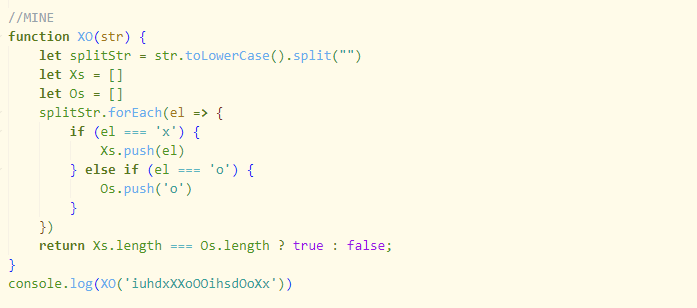 //MINE
function XO(str) {
    let splitStr = str.toLowerCase().split("")
    let Xs = []
    let Os = []
    splitStr.forEach(el => {
        if (el === 'x') {
            Xs.push(el)
        } else if (el === 'o') {
            Os.push('o')
        }
    })
    return Xs.length === Os.length ? true : false;
}
console.log(XO('iuhdxXXoOOihsdOoXx'))